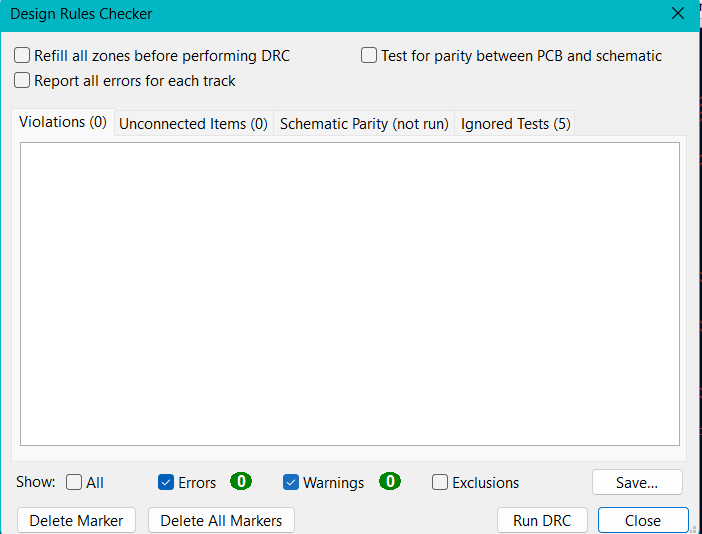 Design Rules Checker
Refill all zones before performing DRC
Test for parity between PCB and schematic
Report all errors for each track
Violations (0)
Unconnected Items (0)
Schematic Parity (not run)
Ignored Tests (5)
Show:
All
Errors
0
Warnings
0
Exclusions
Save...
Delete Marker
Delete All Markers
Run DRC
Close